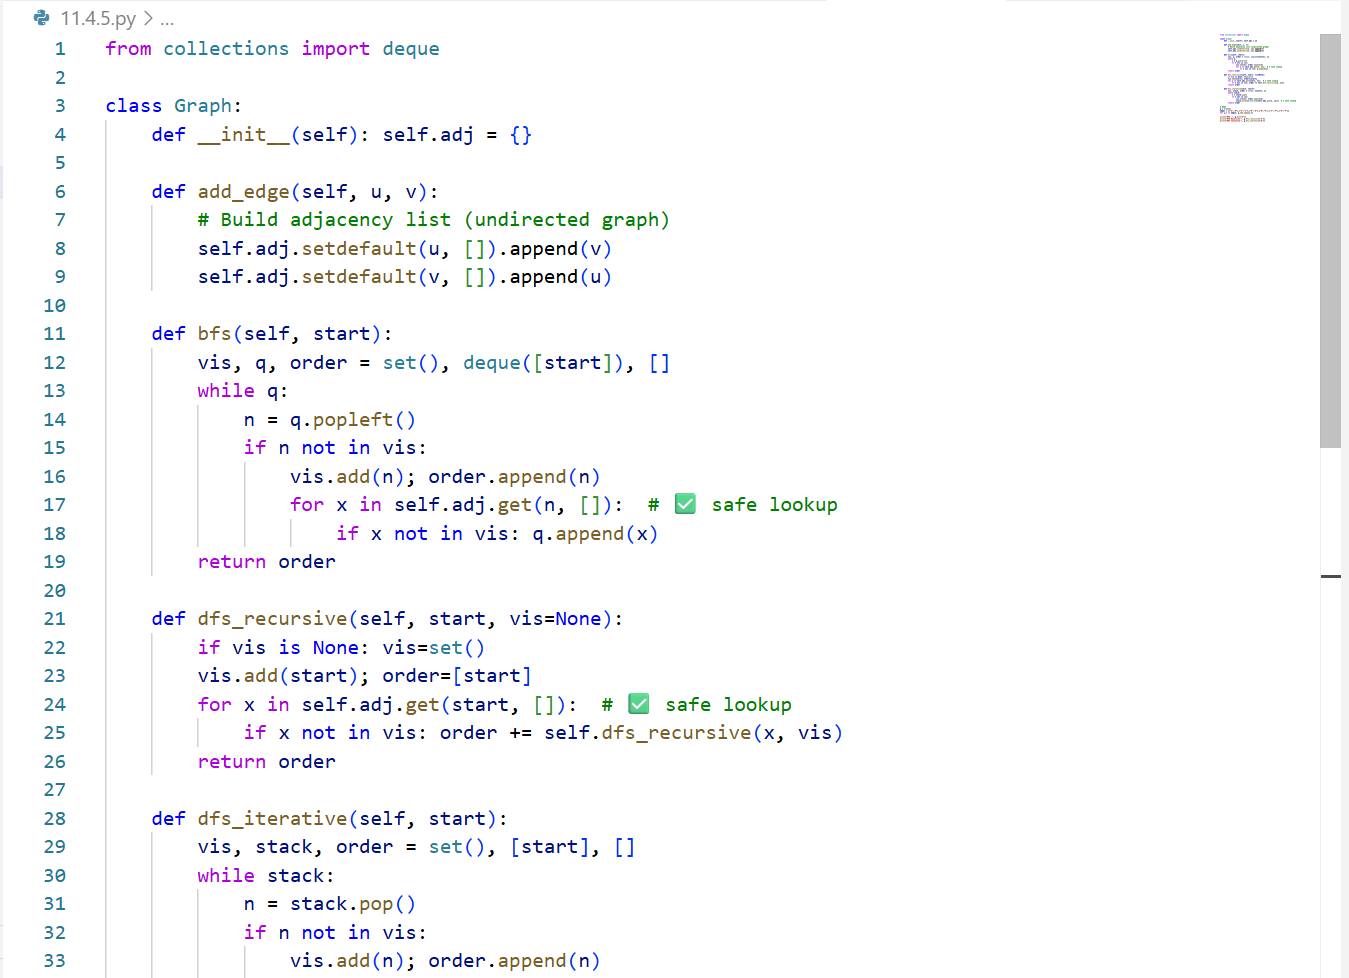 11.4.5.py > ...
1 from collections import deque
2
3 class Graph:
4     def __init__(self): self.adj = {}
5
6     def add_edge(self, u, v):
7         # Build adjacency list (undirected graph)
8         self.adj.setdefault(u, []).append(v)
9         self.adj.setdefault(v, []).append(u)
10
11     def bfs(self, start):
12         vis, q, order = set(), deque([start]), []
13         while q:
14             n = q.popleft()
15             if n not in vis:
16                 vis.add(n); order.append(n)
17                 for x in self.adj.get(n, []):  # ✅ safe lookup
18                     if x not in vis: q.append(x)
19         return order
20
21     def dfs_recursive(self, start, vis=None):
22         if vis is None: vis=set()
23         vis.add(start); order=[start]
24         for x in self.adj.get(start, []):  # ✅ safe lookup
25             if x not in vis: order += self.dfs_recursive(x, vis)
26         return order
27
28     def dfs_iterative(self, start):
29         vis, stack, order = set(), [start], []
30         while stack:
31             n = stack.pop()
32             if n not in vis:
33                 vis.add(n); order.append(n)